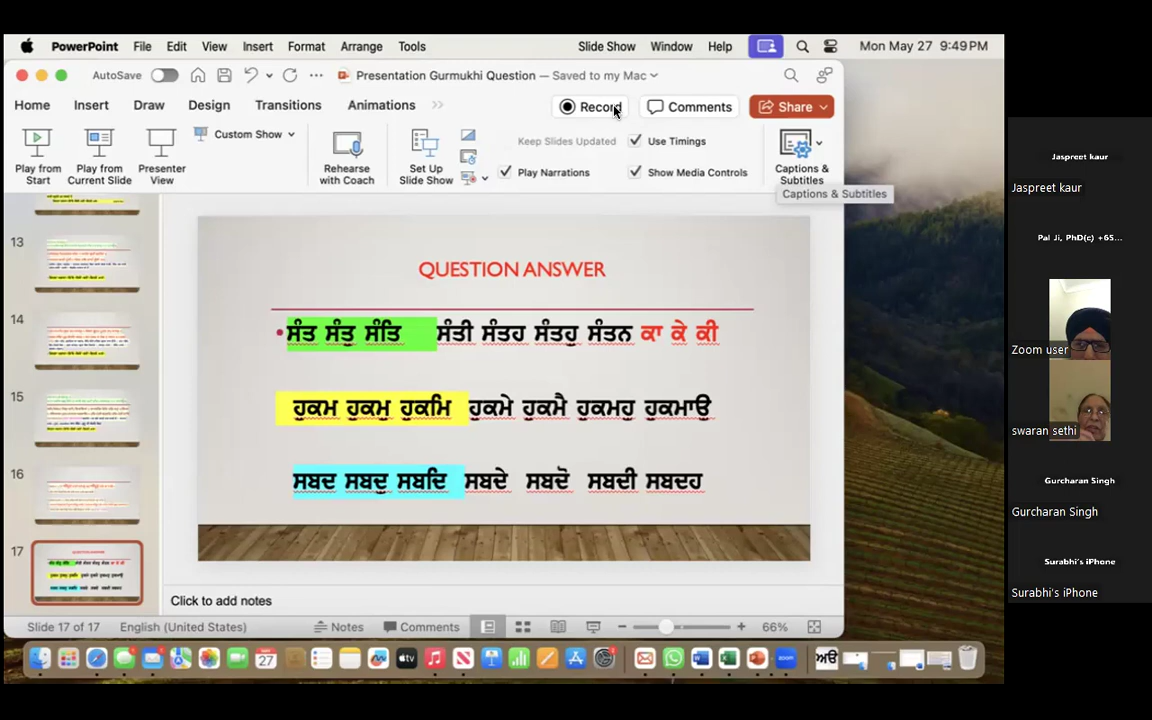 PowerPoint File Edit View Insert Format Arrange Tools Slide Show Window Help Mon May 27 9:49 PM
AutoSave Presentation Gurmukhi Question — Saved to my Mac
Home Insert Draw Design Transitions Animations Record Comments Share
Custom Show Keep Slides Updated Use Timings
Play from Start Play from Current Slide Presenter View Rehearse with Coach Set Up Slide Show Play Narrations Show Media Controls Captions & Subtitles
Captions & Subtitles
13
14
15
16
17
QUESTION ANSWER
ਸੰਤ ਸੰਤੁ ਸੰਤਿ ਸੰਤੀ ਸੰਤਹ ਸੰਤਹੁ ਸੰਤਨ ਕਾ ਕੇ ਕੀ
ਹੁਕਮ ਹੁਕਮੁ ਹੁਕਮਿ ਹੁਕਮੇ ਹੁਕਮੈ ਹੁਕਮਹੁ ਹੁਕਮਾਉ
ਸਬਦ ਸਬਦੁ ਸਬਦਿ ਸਬਦੇ ਸਬਦੋ ਸਬਦੀ ਸਬਦਹ
Click to add notes
Slide 17 of 17 English (United States) Notes Comments 66%
Jaspreet kaur
Jaspreet kaur
Pal Ji, PhD(c) +65...
Zoom user
swaran sethi
Gurcharan Singh
Gurcharan Singh
Surabhi's iPhone
Surabhi's iPhone